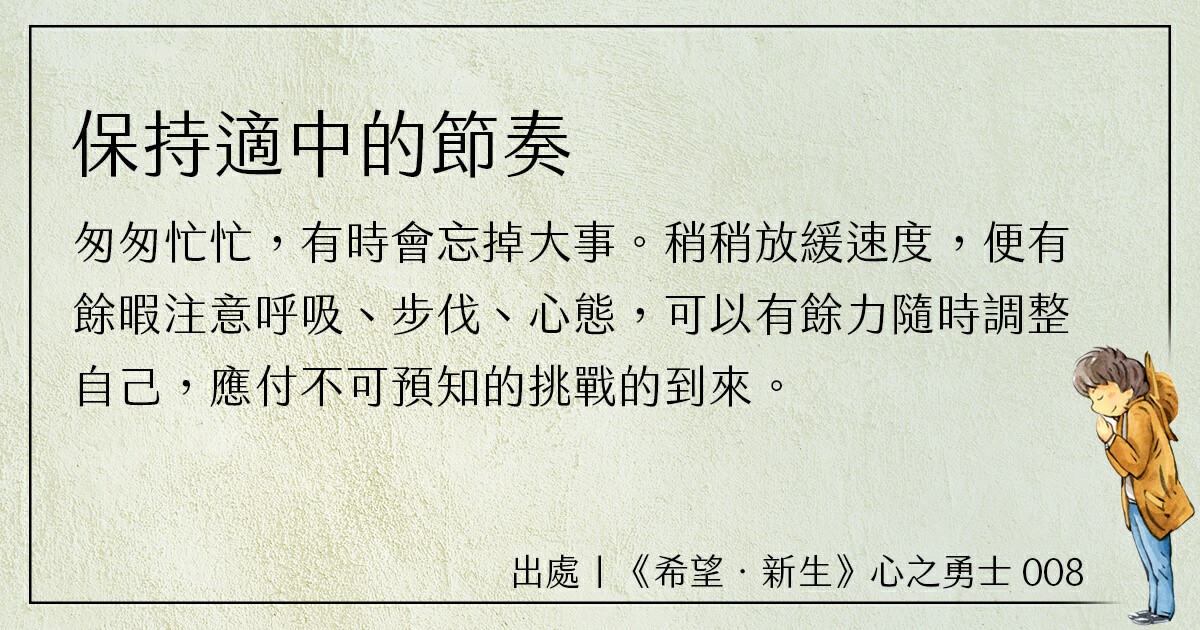 保持適中的節奏
匆匆忙忙，有時會忘掉大事。稍稍放緩速度，便有
餘暇注意呼吸、步伐、心態，可以有餘力隨時調整
自己，應付不可預知的挑戰的到來。
出處丨《希望．新生》心之勇士 008